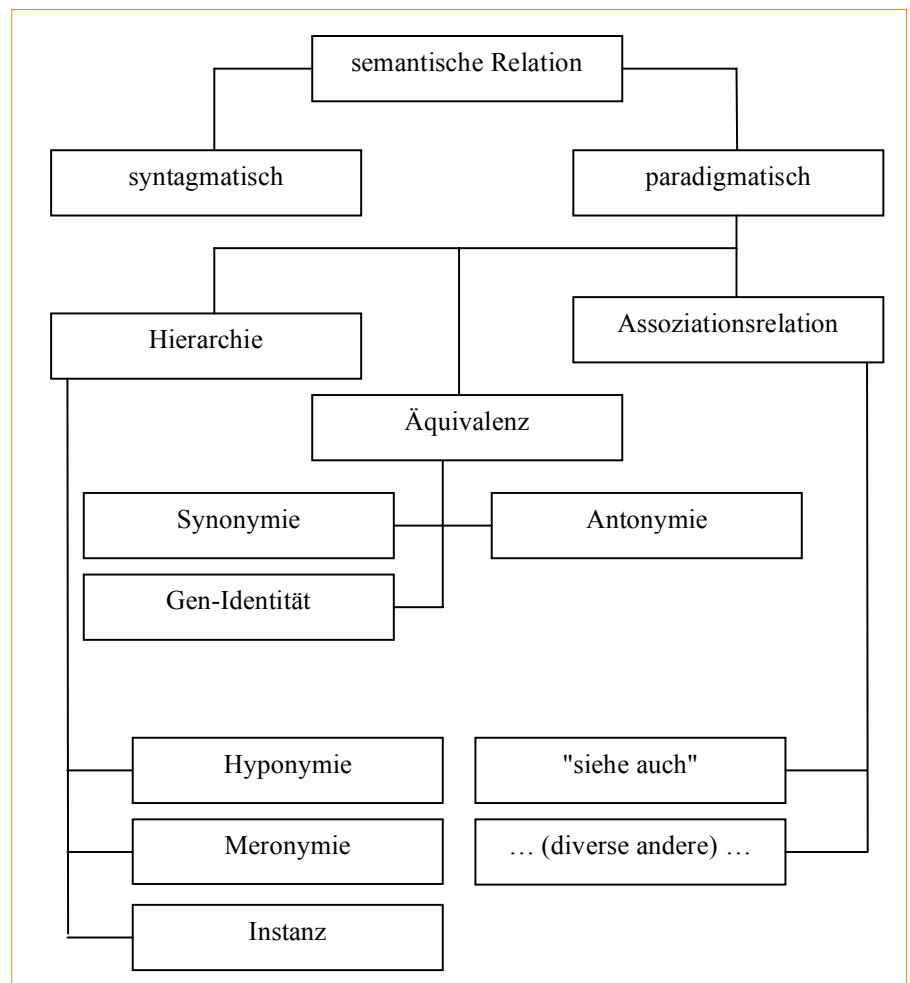 semantische Relation
syntagmatisch
paradigmatisch
Hierarchie
Assoziationsrelation
Äquivalenz
Synonymie
Antonymie
Gen-Identität
Hyponymie
"siehe auch"
Meronymie
… (diverse andere) …
Instanz